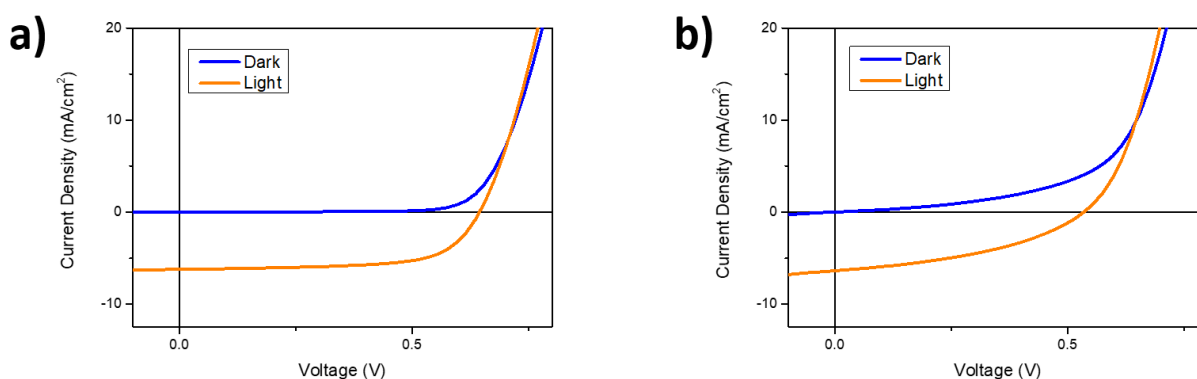 a)
Current Density (mA/cm²)
20
10
0
-10
Dark
Light
0.0
0.5
Voltage (V)
b)
Current Density (mA/cm²)
20
10
0
-10
Dark
Light
0.0
0.5
Voltage (V)